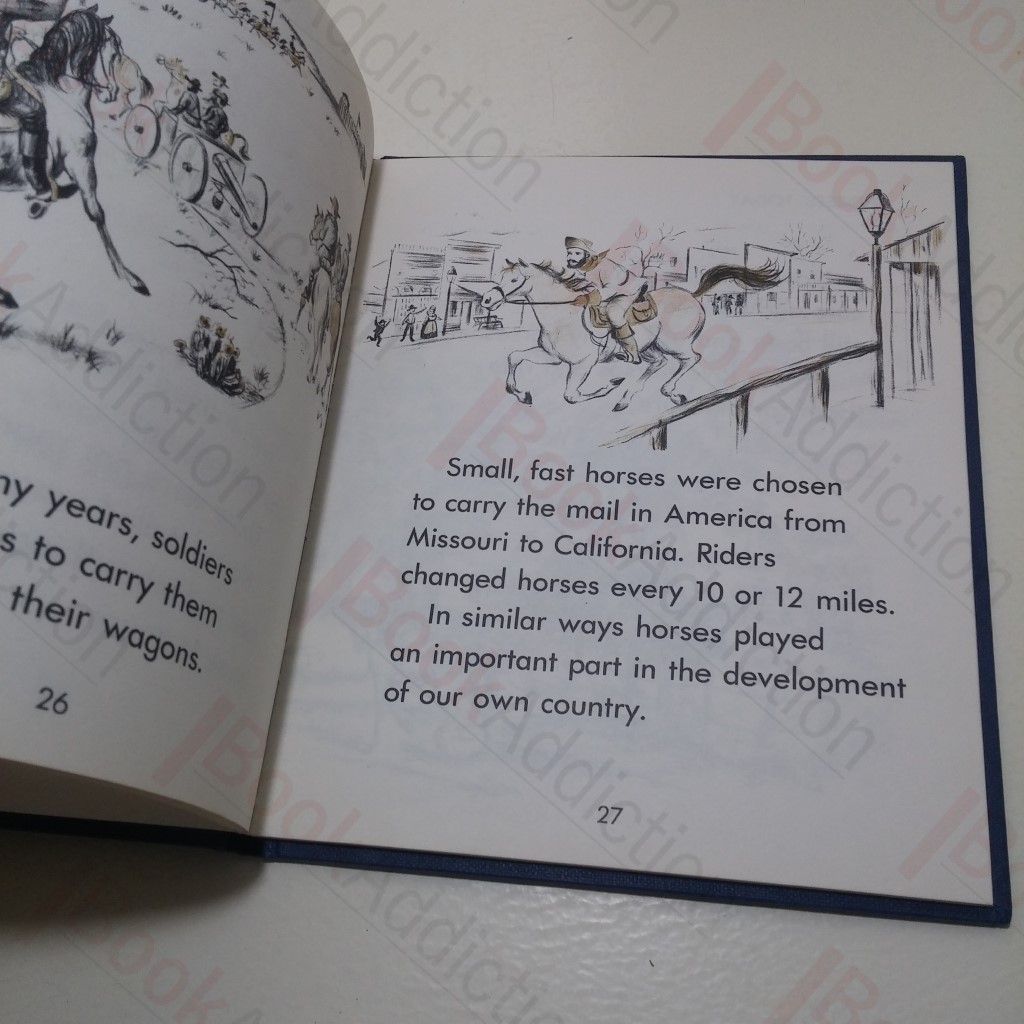 ny years, soldiers
s to carry them
their wagons.
26
Small, fast horses were chosen
to carry the mail in America from
Missouri to California. Riders
changed horses every 10 or 12 miles.
In similar ways horses played
an important part in the development
of our own country.
27
BookAddiction